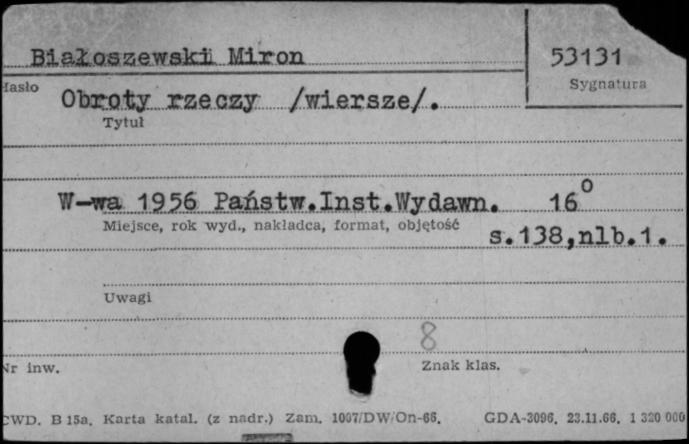 Białoszewski Miron 53131
Hasło Sygnatura
Obroty rzeczy /wiersze/.
Tytuł
W-wa 1956 Państw.Inst.Wydawn. 16°
Miejsce, rok wyd., nakładca, format, objętość
s.138,nlb.1.
Uwagi
8
Nr inw. Znak klas.
CWD. B 15a. Karta katal. (z nadr.) Zam. 1007/DW/On-66. GDA-3096. 23.11.66. 1 320 000